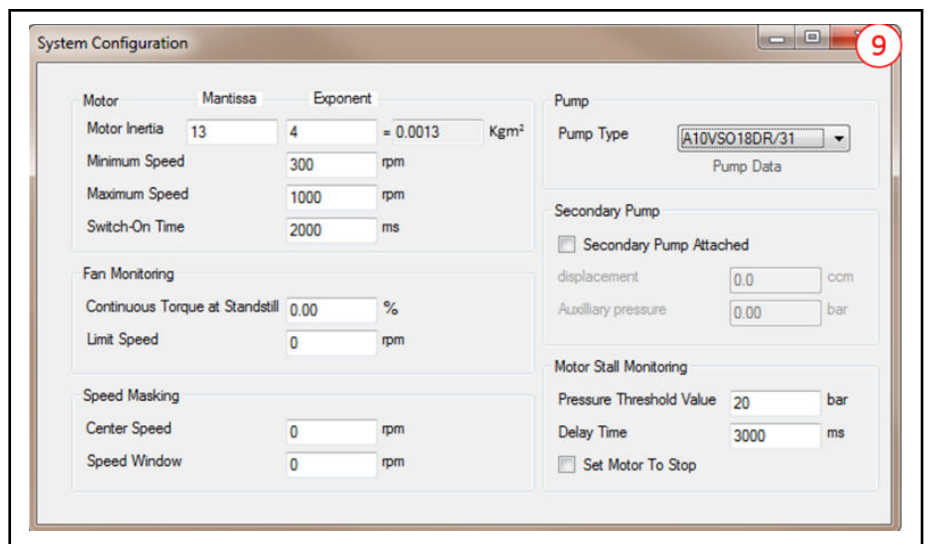 System Configuration
9
Motor Mantissa Exponent
Motor Inertia 13 4 = 0.0013 Kgm²
Minimum Speed 300 rpm
Maximum Speed 1000 rpm
Switch-On Time 2000 ms
Fan Monitoring
Continuous Torque at Standstill 0.00 %
Limit Speed 0 rpm
Speed Masking
Center Speed 0 rpm
Speed Window 0 rpm
Pump
Pump Type A10VSO18DR/31
Pump Data
Secondary Pump
Secondary Pump Attached
displacement 0.0 ccm
Auxiliary pressure 0.00 bar
Motor Stall Monitoring
Pressure Threshold Value 20 bar
Delay Time 3000 ms
Set Motor To Stop